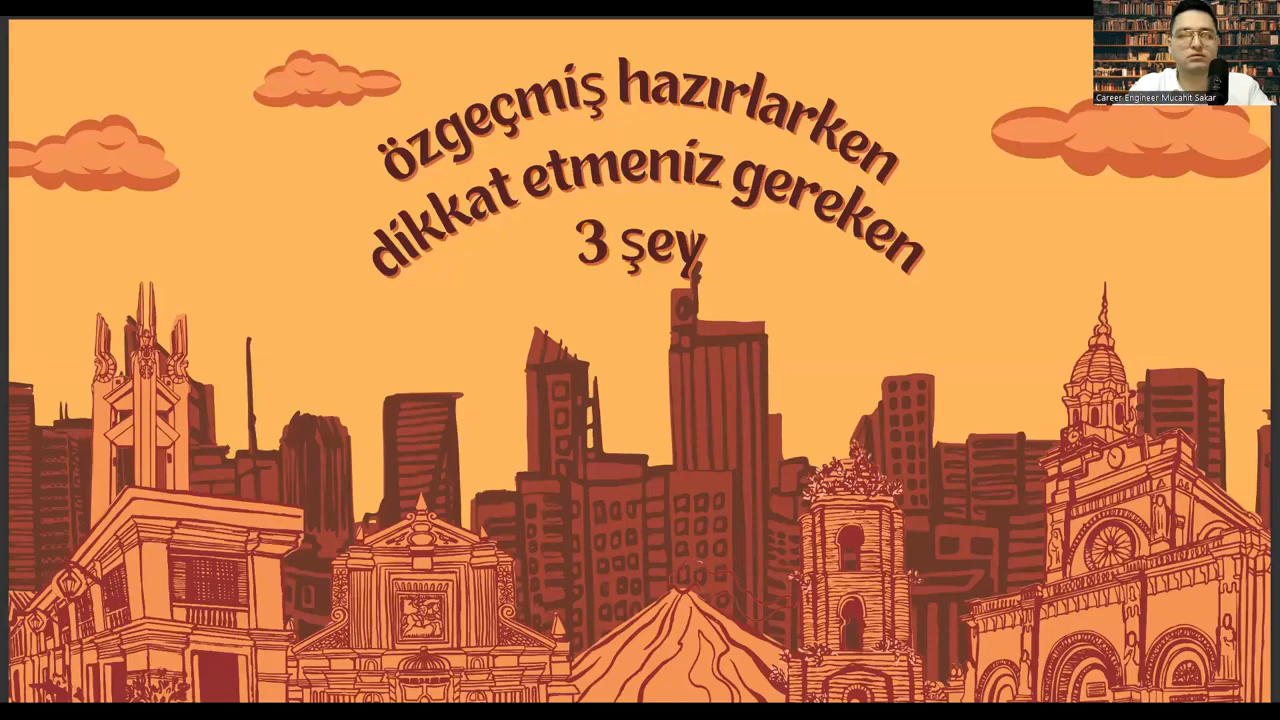 özgeçmiş hazırlarken
dikkat etmeniz gereken
3 şey
Career Engineer Mucahit Sakar